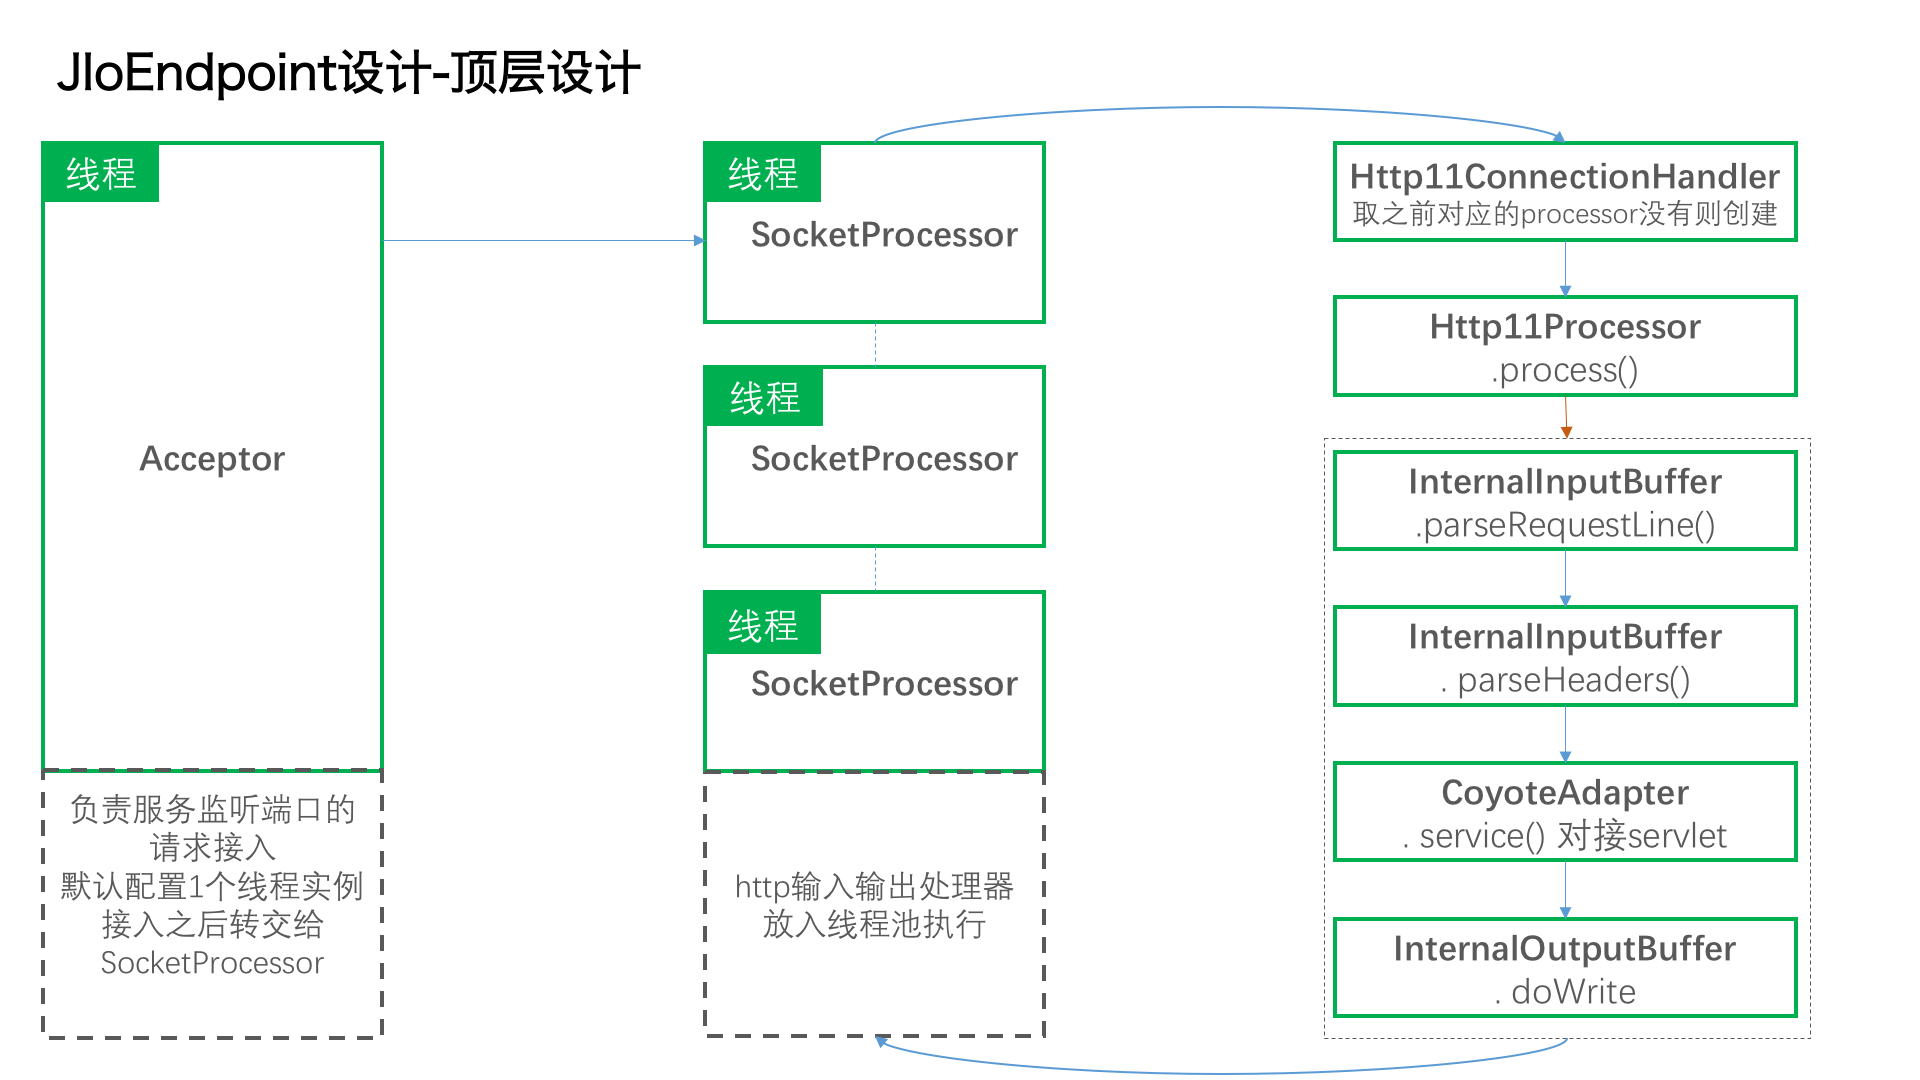 JIoEndpoint设计-顶层设计
线程
Acceptor
负责服务监听端口的
请求接入
默认配置1个线程实例
接入之后转交给
SocketProcessor
线程
SocketProcessor
线程
SocketProcessor
线程
SocketProcessor
http输入输出处理器
放入线程池执行
Http11ConnectionHandler
取之前对应的processor没有则创建
Http11Processor
.process()
InternalInputBuffer
.parseRequestLine()
InternalInputBuffer
. parseHeaders()
CoyoteAdapter
. service() 对接servlet
InternalOutputBuffer
. doWrite